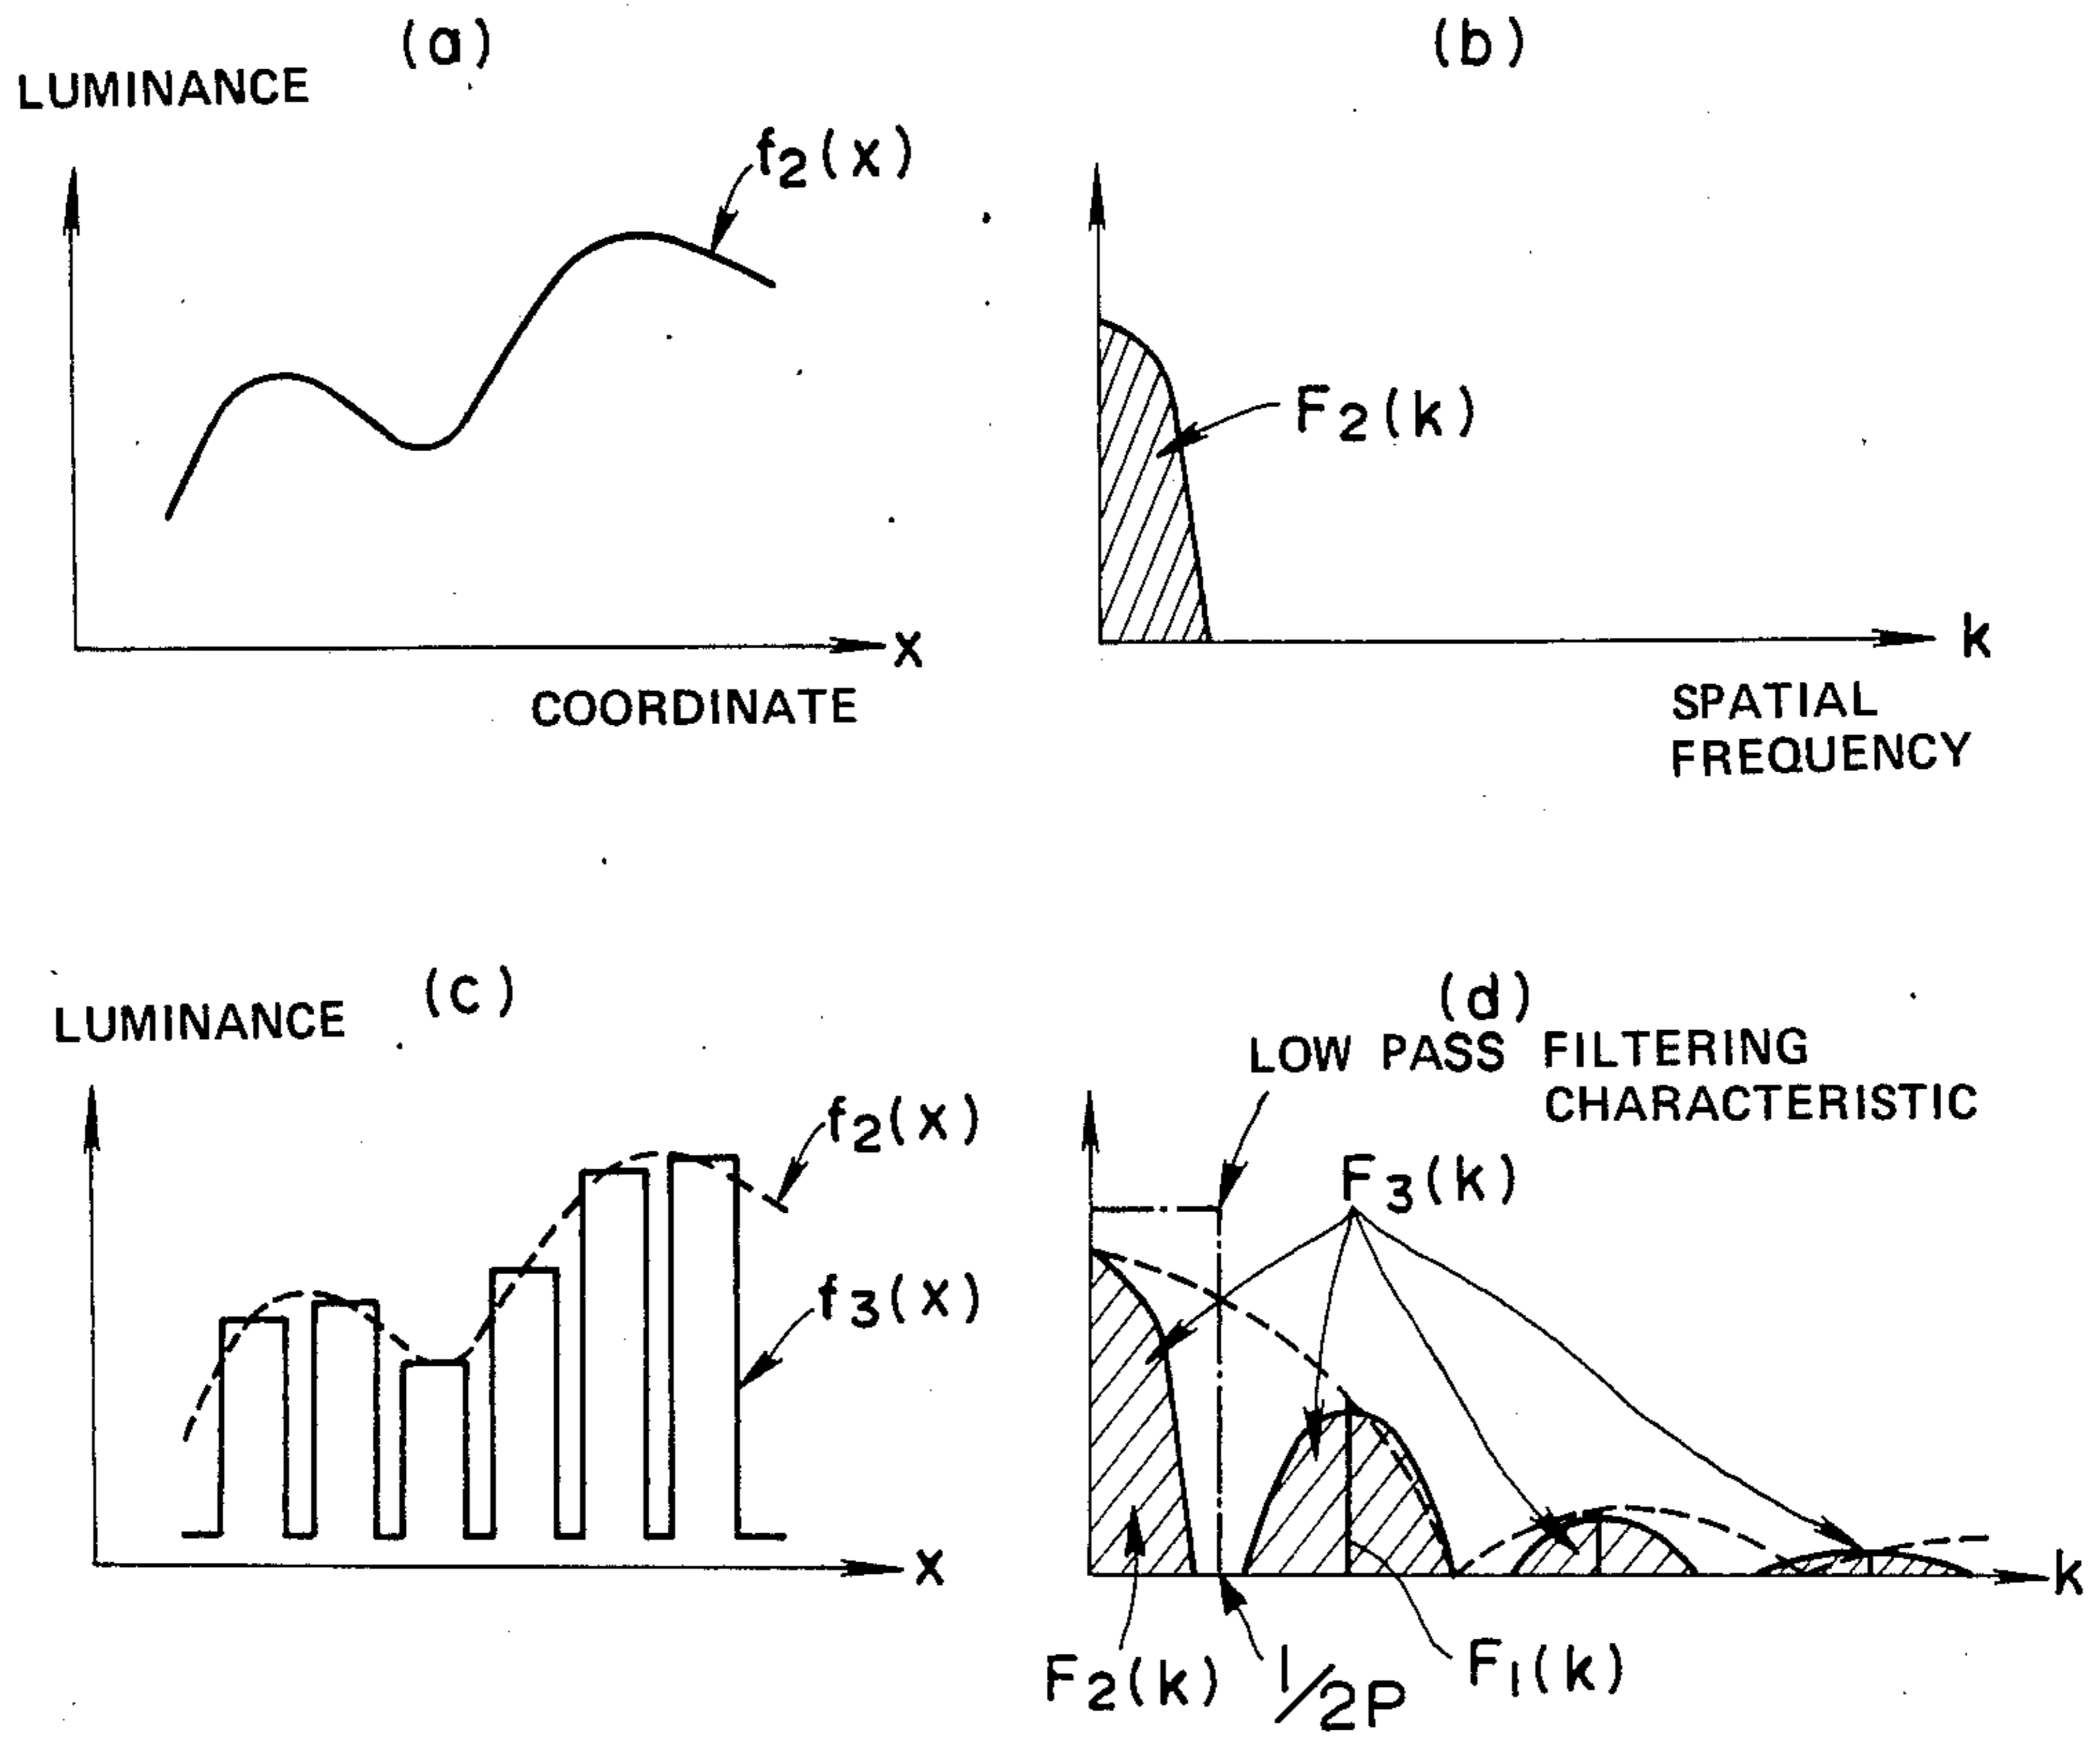 (a)
LUMINANCE
f2(x)
x
COORDINATE
(b)
F2(k)
k
SPATIAL
FREQUENCY
(c)
LUMINANCE
f2(x)
f3(x)
x
(d)
LOW PASS FILTERING
CHARACTERISTIC
F3(k)
k
F2(k)
1/2P
F1(k)